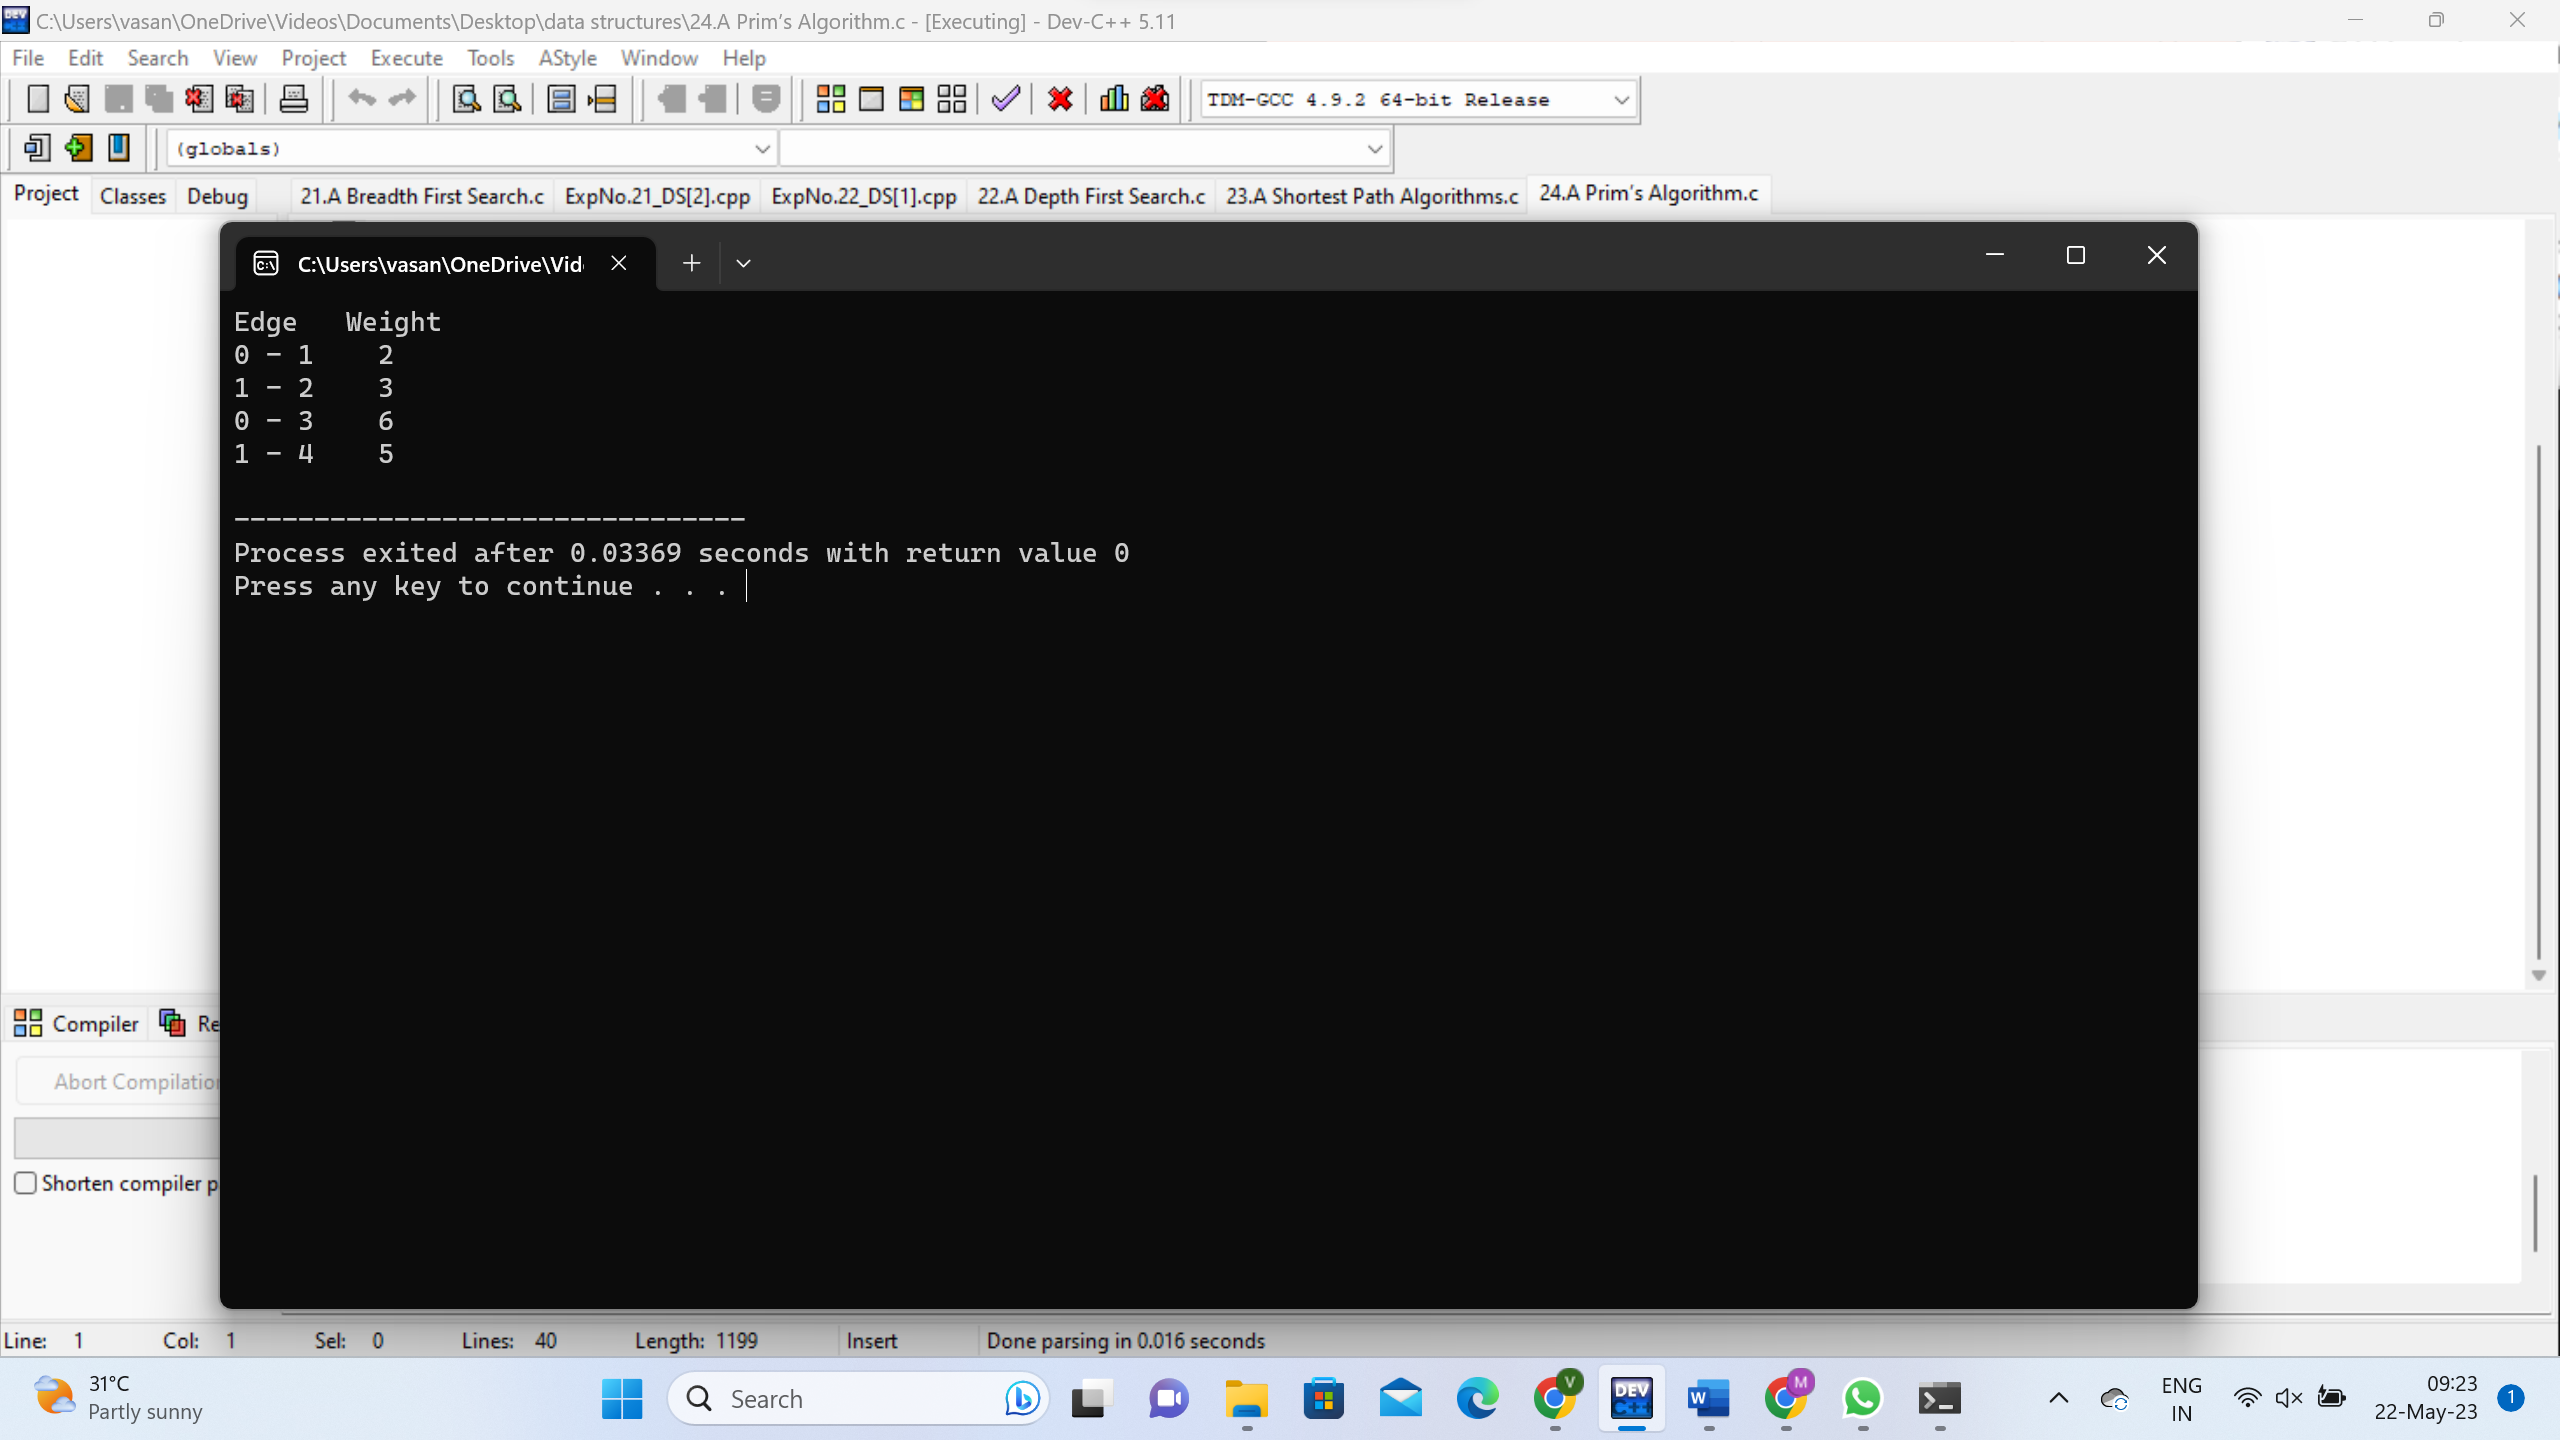 C:\Users\vasan\OneDrive\Videos\Documents\Desktop\data structures\24.A Prim's Algorithm.c - [Executing] - Dev-C++ 5.11
File Edit Search View Project Execute Tools AStyle Window Help
TDM-GCC 4.9.2 64-bit Release
(globals)
Project Classes Debug 21.A Breadth First Search.c ExpNo.21_DS[2].cpp ExpNo.22_DS[1].cpp 22.A Depth First Search.c 23.A Shortest Path Algorithms.c 24.A Prim's Algorithm.c
C:\Users\vasan\OneDrive\Vid
Edge   Weight
0 - 1    2
1 - 2    3
0 - 3    6
1 - 4    5
--------------------------------
Process exited after 0.03369 seconds with return value 0
Press any key to continue . . .
Compiler Re
Abort Compilation
Shorten compiler p
Line: 1 Col: 1 Sel: 0 Lines: 40 Length: 1199 Insert Done parsing in 0.016 seconds
31°C
Partly sunny
Search
V
DEV C++
W
M
ENG
IN
09:23
22-May-23
1